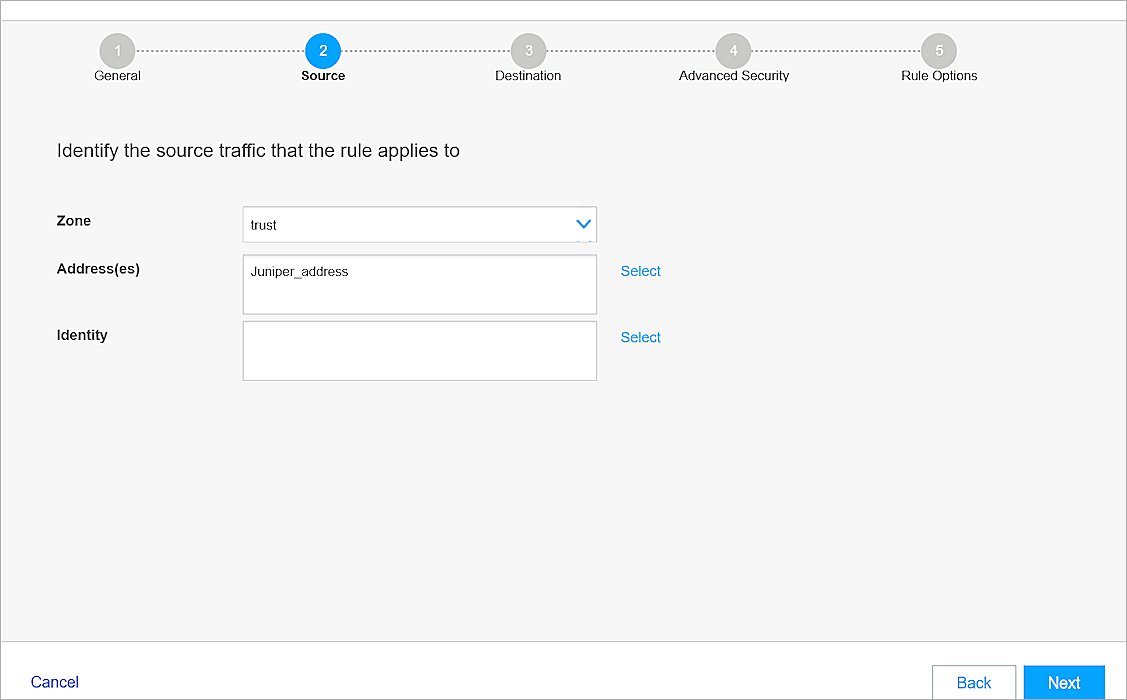 1 2 3 4 5
General Source Destination Advanced Security Rule Options
Identify the source traffic that the rule applies to
Zone trust
Address(es) Juniper_address Select
Identity Select
Cancel Back Next